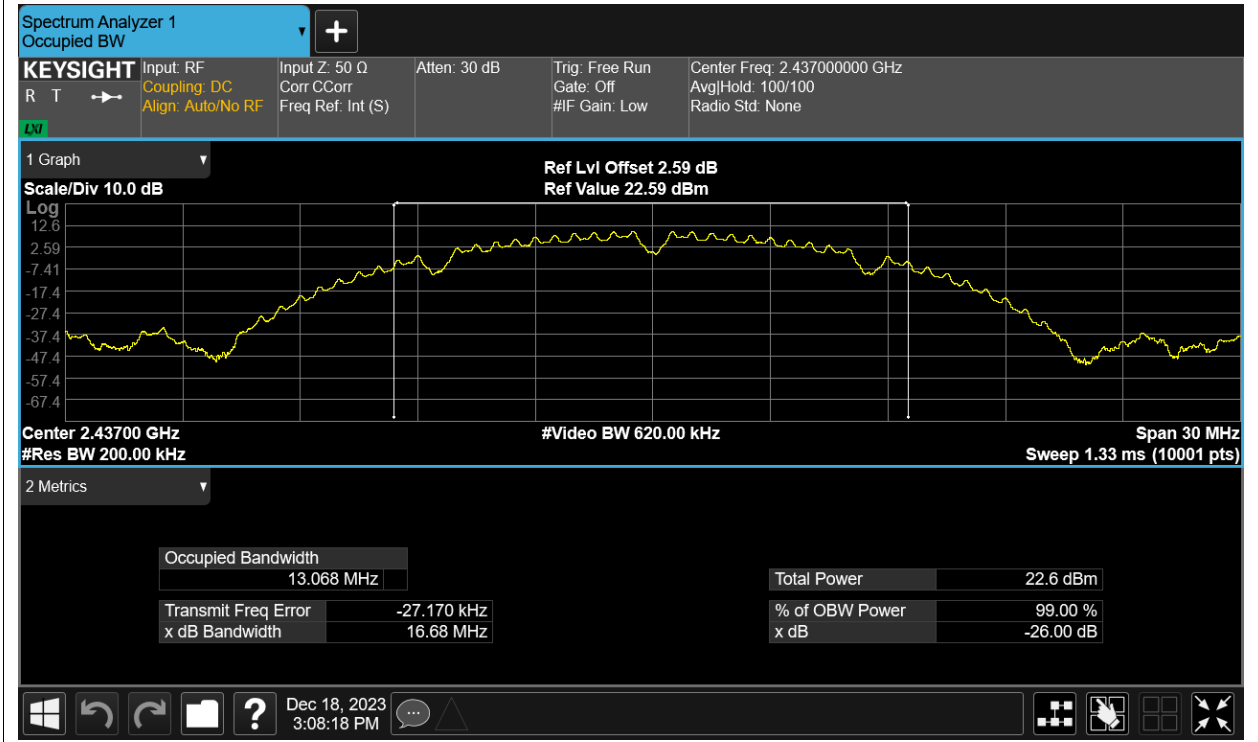 Spectrum Analyzer 1
Occupied BW
KEYSIGHT
R T
LXI
Input: RF
Coupling: DC
Align: Auto/No RF
Input Z: 50 Ω
Corr CCorr
Freq Ref: Int (S)
Atten: 30 dB
Trig: Free Run
Gate: Off
#IF Gain: Low
Center Freq: 2.437000000 GHz
Avg|Hold: 100/100
Radio Std: None
1 Graph
Scale/Div 10.0 dB
Ref Lvl Offset 2.59 dB
Ref Value 22.59 dBm
Log
12.6
2.59
-7.41
-17.4
-27.4
-37.4
-47.4
-57.4
-67.4
Center 2.43700 GHz
#Video BW 620.00 kHz
Span 30 MHz
#Res BW 200.00 kHz
Sweep 1.33 ms (10001 pts)
2 Metrics
Occupied Bandwidth
13.068 MHz
Total Power 22.6 dBm
Transmit Freq Error -27.170 kHz
% of OBW Power 99.00 %
x dB Bandwidth 16.68 MHz
x dB -26.00 dB
?
Dec 18, 2023
3:08:18 PM